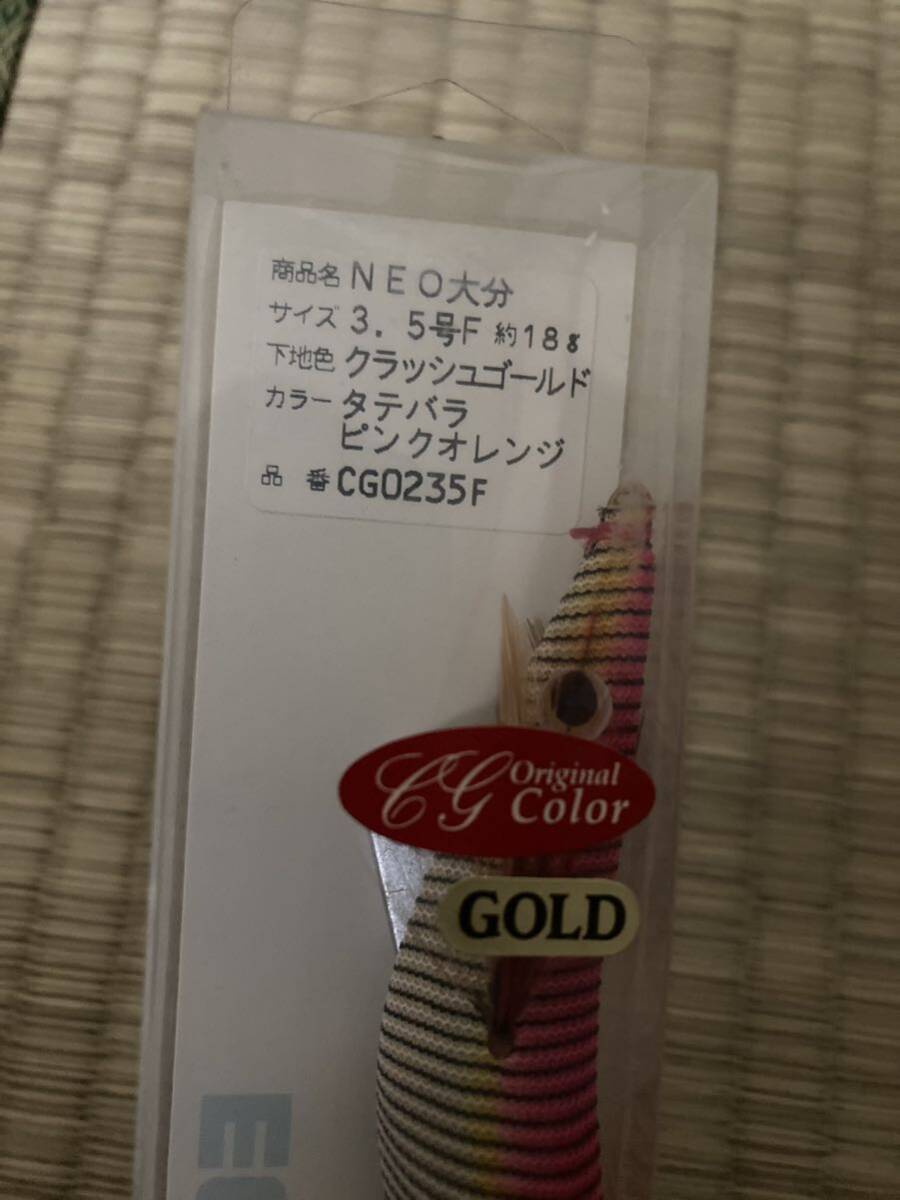 商品名 NEO大分
サイズ 3.5号F 約18g
下地色 クラッシュゴールド
カラー タテバラ
ピンクオレンジ
品番 CGO235F
CG Original
Color
GOLD